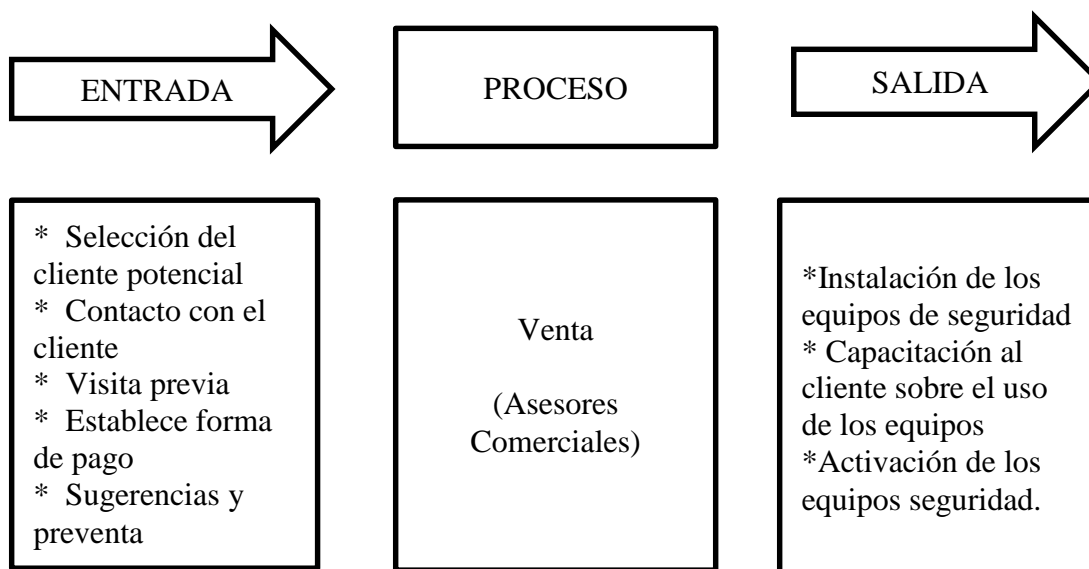 ENTRADA
PROCESO
SALIDA
* Selección del
cliente potencial
* Contacto con el
cliente
* Visita previa
* Establece forma
de pago
* Sugerencias y
preventa
Venta
(Asesores
Comerciales)
*Instalación de los
equipos de seguridad
* Capacitación al
cliente sobre el uso
de los equipos
*Activación de los
equipos seguridad.